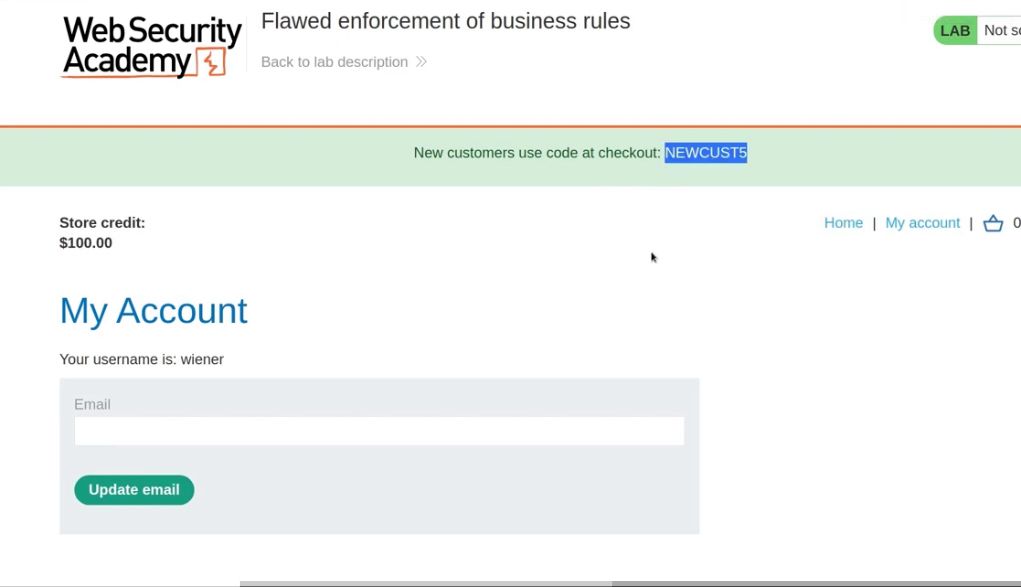 Web Security
Academy
Flawed enforcement of business rules
Back to lab description
LAB
Not
New customers use code at checkout: NEWCUST5
Store credit:
$100.00
Home | My account | 0
My Account
Your username is: wiener
Email
Update email